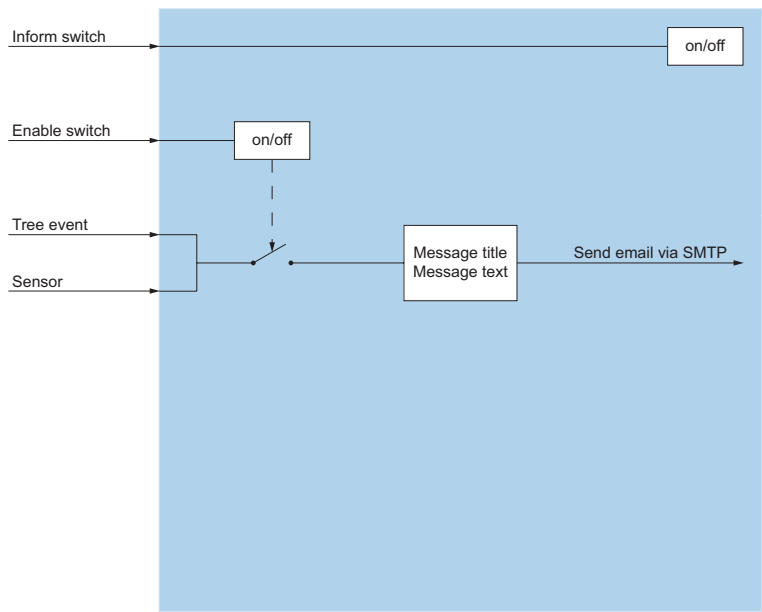 Inform switch
on/off
Enable switch
on/off
Tree event
Message title
Message text
Send email via SMTP
Sensor